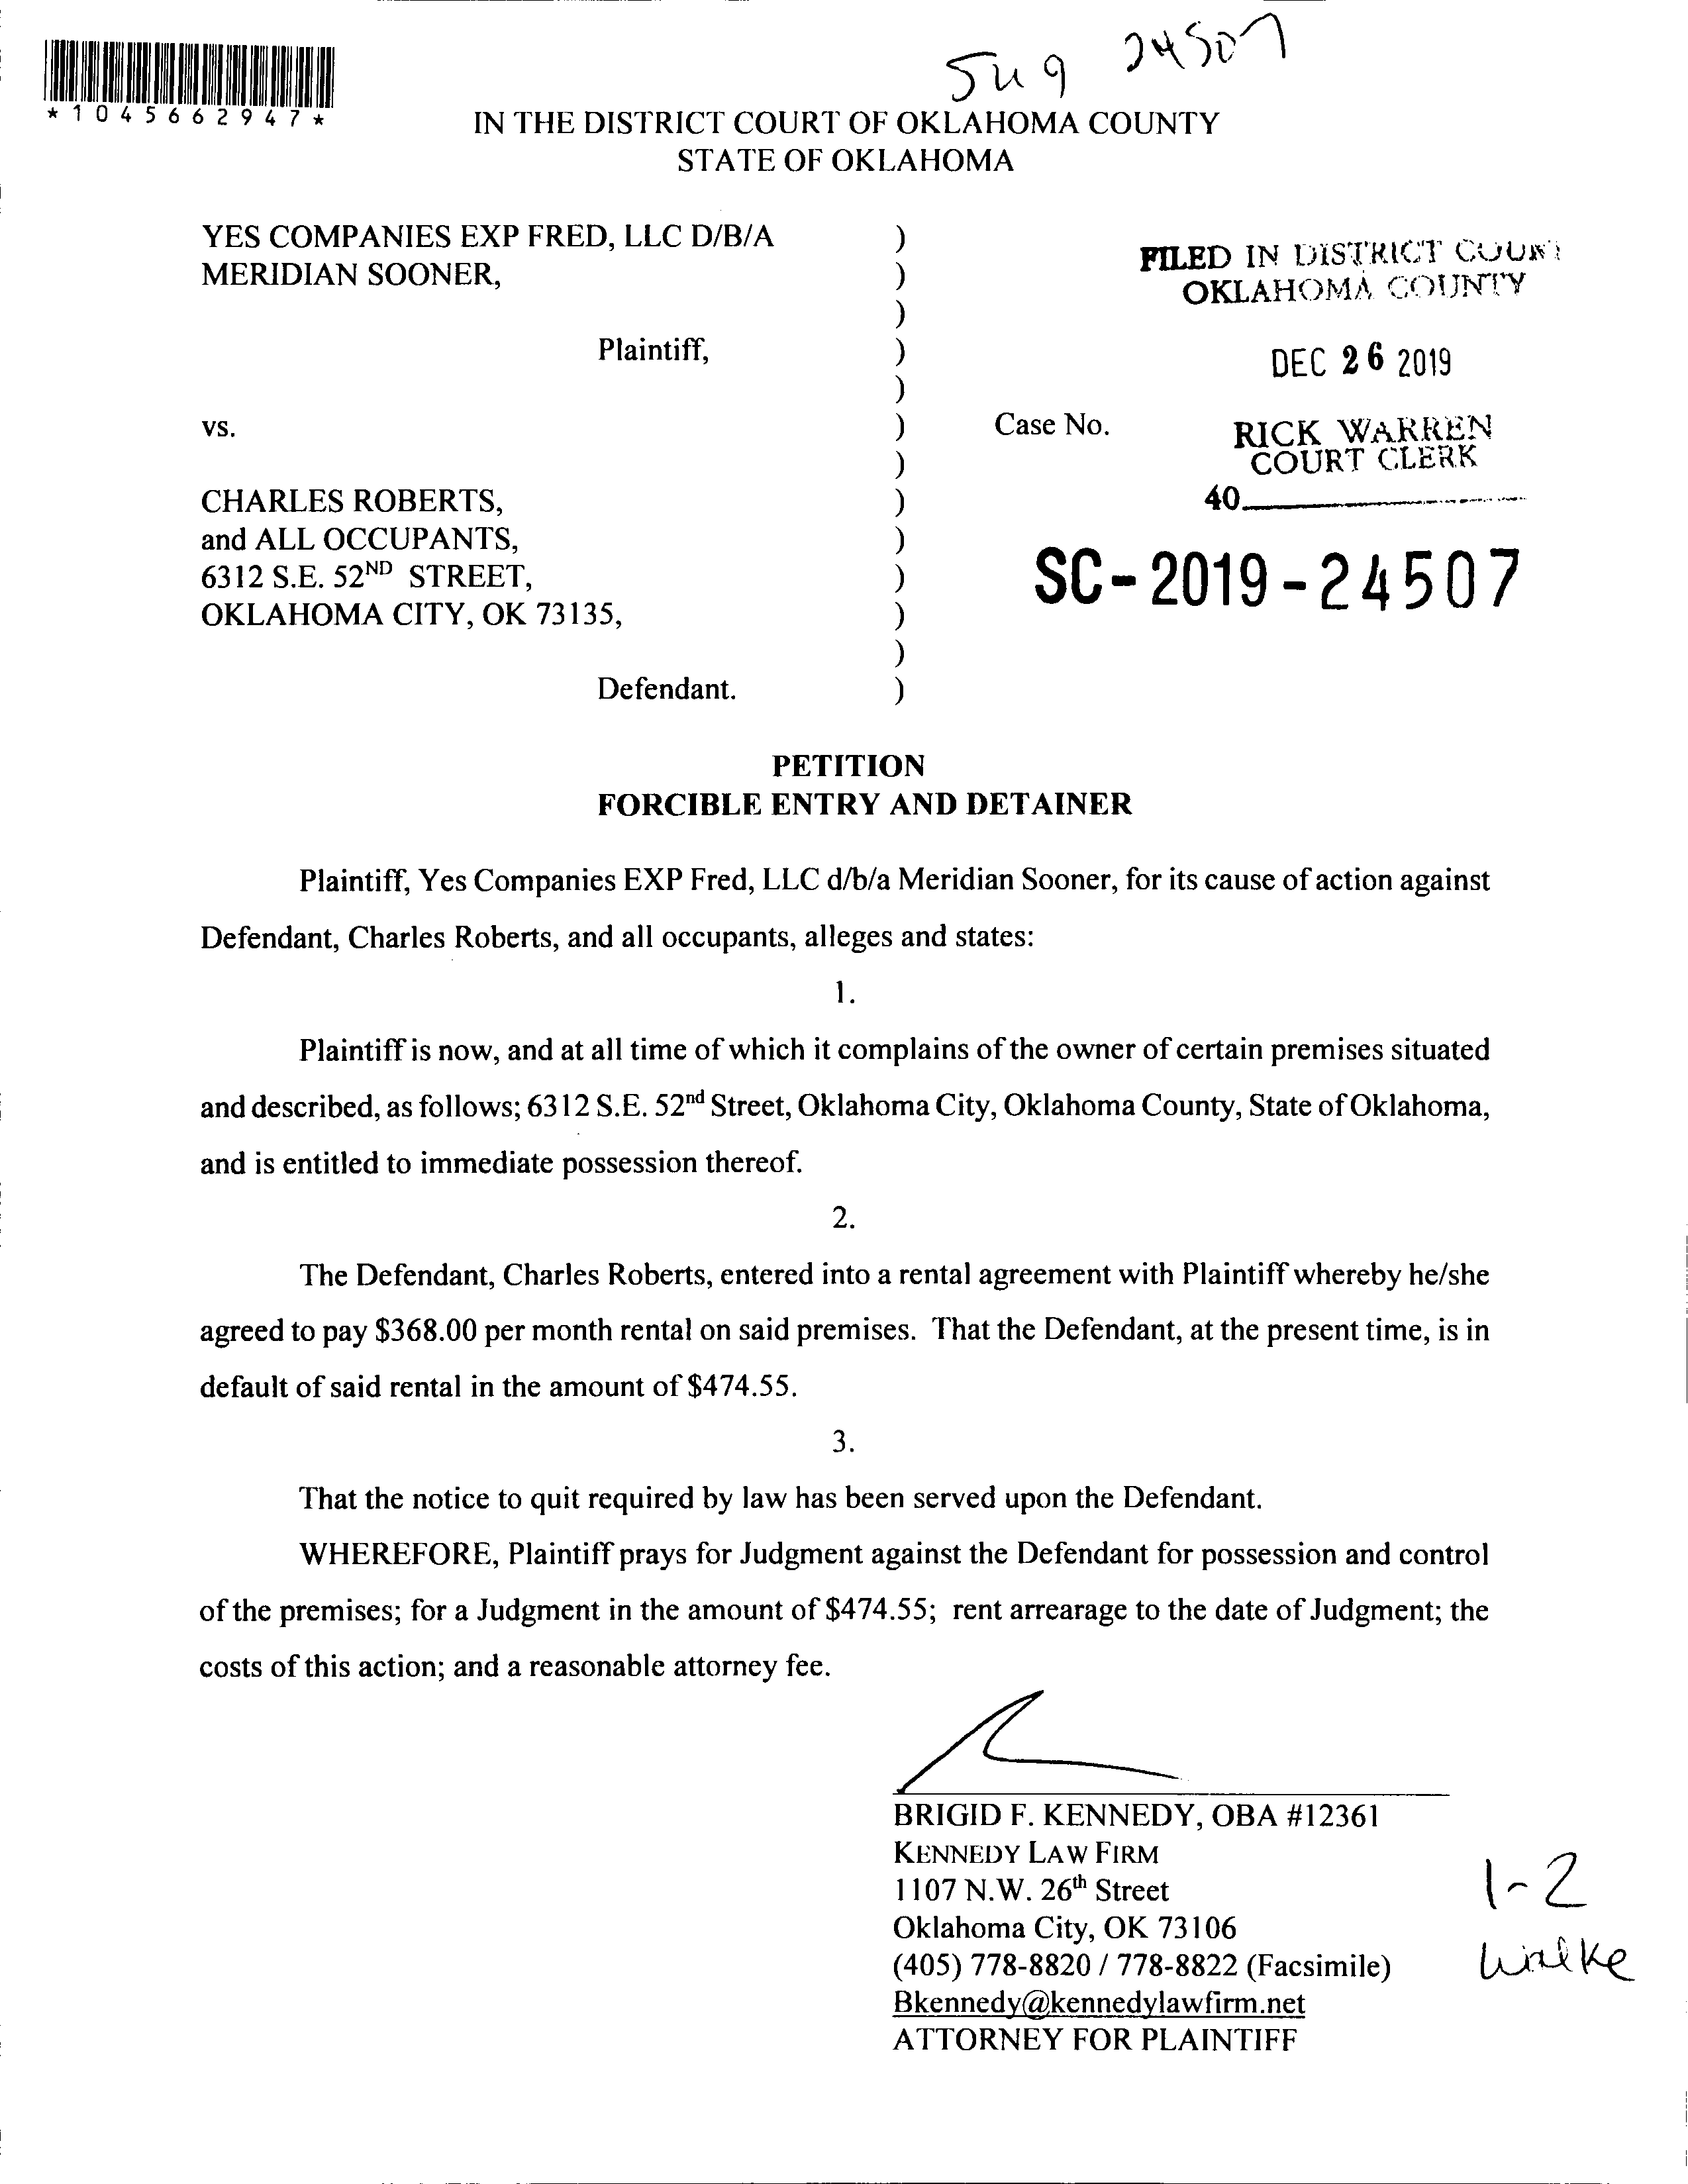 Jug 24507
*1045662947*
IN THE DISTRICT COURT OF OKLAHOMA COUNTY
STATE OF OKLAHOMA
YES COMPANIES EXP FRED, LLC D/B/A )
MERIDIAN SOONER, )
)
Plaintiff, )
)
vs. ) Case No.
)
CHARLES ROBERTS, )
and ALL OCCUPANTS, )
6312 S.E. 52ND STREET, )
OKLAHOMA CITY, OK 73135, )
)
Defendant. )
FILED IN DISTRICT COURT
OKLAHOMA COUNTY
DEC 26 2019
RICK WARREN
COURT CLERK
40
SC-2019-24507
PETITION
FORCIBLE ENTRY AND DETAINER
Plaintiff, Yes Companies EXP Fred, LLC d/b/a Meridian Sooner, for its cause of action against
Defendant, Charles Roberts, and all occupants, alleges and states:
1.
Plaintiff is now, and at all time of which it complains of the owner of certain premises situated
and described, as follows; 6312 S.E. 52nd Street, Oklahoma City, Oklahoma County, State of Oklahoma,
and is entitled to immediate possession thereof.
2.
The Defendant, Charles Roberts, entered into a rental agreement with Plaintiff whereby he/she
agreed to pay $368.00 per month rental on said premises. That the Defendant, at the present time, is in
default of said rental in the amount of $474.55.
3.
That the notice to quit required by law has been served upon the Defendant.
WHEREFORE, Plaintiff prays for Judgment against the Defendant for possession and control
of the premises; for a Judgment in the amount of $474.55; rent arrearage to the date of Judgment; the
costs of this action; and a reasonable attorney fee.
BRIGID F. KENNEDY, OBA #12361
KENNEDY LAW FIRM
1107 N.W. 26th Street
Oklahoma City, OK 73106
(405) 778-8820 / 778-8822 (Facsimile)
Bkennedy@kennedylawfirm.net
ATTORNEY FOR PLAINTIFF
1-2
Walke